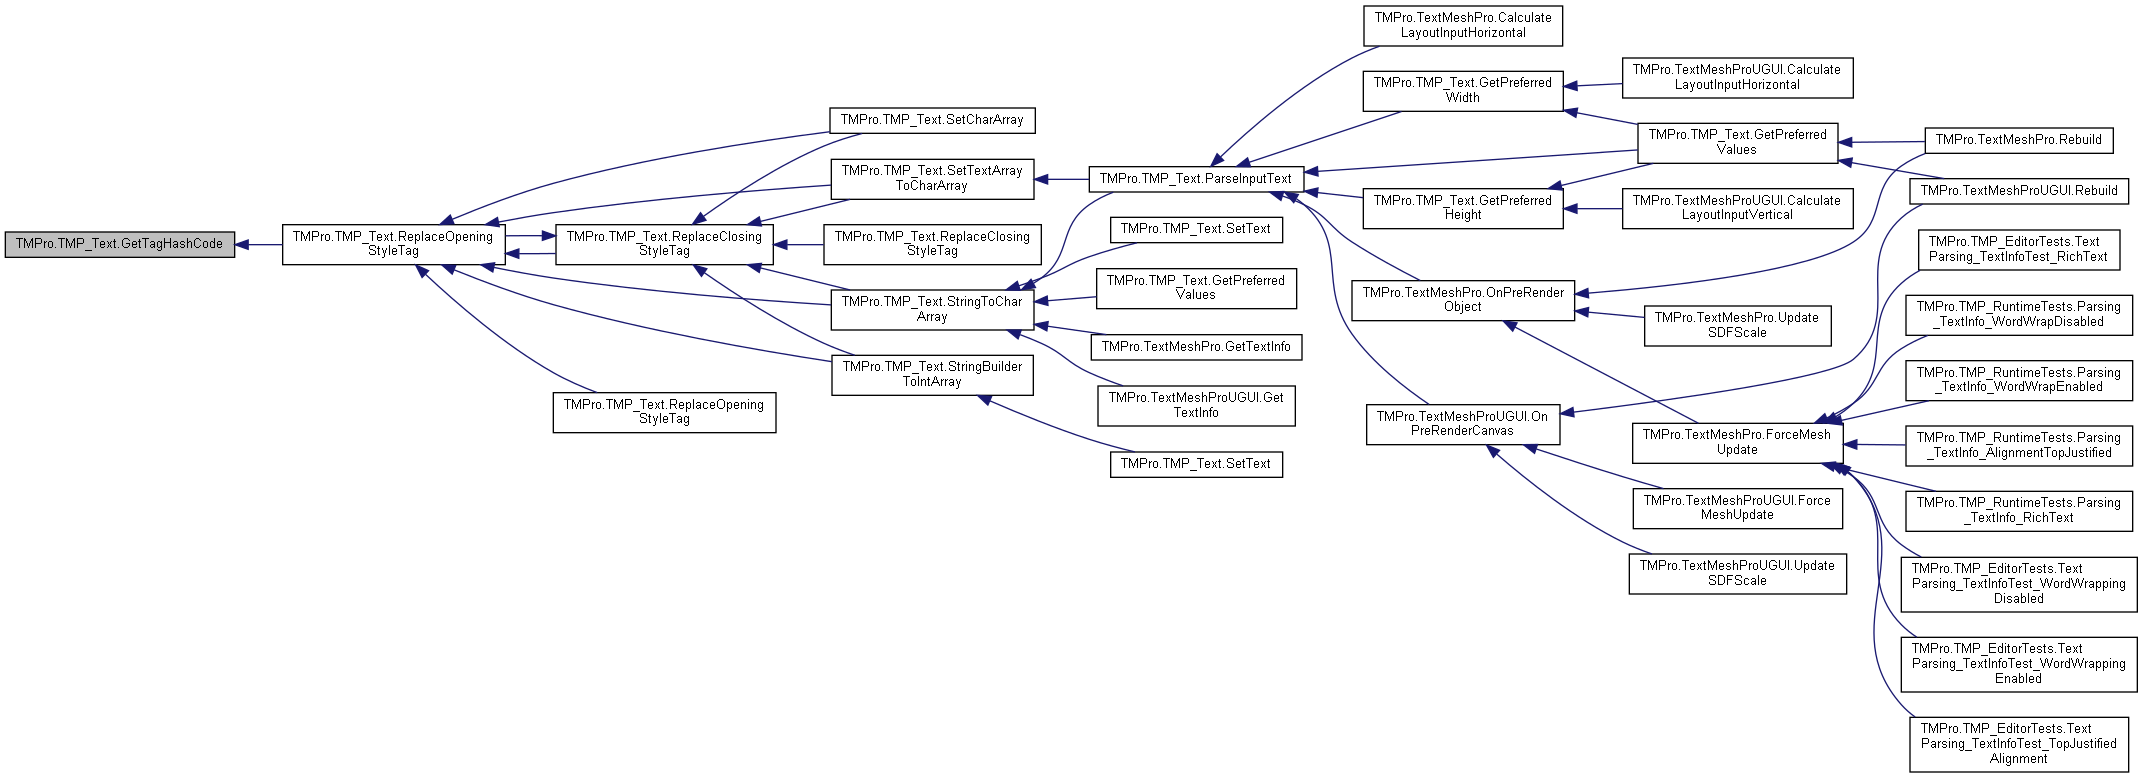 TMPro.TMP_Text.GetTagHashCode
TMPro.TMP_Text.ReplaceOpening
StyleTag
TMPro.TMP_Text.ReplaceClosing
StyleTag
TMPro.TMP_Text.ReplaceOpening
StyleTag
TMPro.TMP_Text.SetCharArray
TMPro.TMP_Text.SetTextArray
ToCharArray
TMPro.TMP_Text.ReplaceClosing
StyleTag
TMPro.TMP_Text.StringToChar
Array
TMPro.TMP_Text.StringBuilder
ToIntArray
TMPro.TMP_Text.ParseInputText
TMPro.TMP_Text.SetText
TMPro.TMP_Text.GetPreferred
Values
TMPro.TextMeshPro.GetTextInfo
TMPro.TextMeshProUGUI.Get
TextInfo
TMPro.TMP_Text.SetText
TMPro.TextMeshPro.Calculate
LayoutInputHorizontal
TMPro.TMP_Text.GetPreferred
Width
TMPro.TMP_Text.GetPreferred
Height
TMPro.TextMeshPro.OnPreRender
Object
TMPro.TextMeshProUGUI.On
PreRenderCanvas
TMPro.TextMeshProUGUI.Calculate
LayoutInputHorizontal
TMPro.TMP_Text.GetPreferred
Values
TMPro.TextMeshProUGUI.Calculate
LayoutInputVertical
TMPro.TextMeshPro.Update
SDFScale
TMPro.TextMeshPro.ForceMesh
Update
TMPro.TextMeshProUGUI.Force
MeshUpdate
TMPro.TextMeshProUGUI.Update
SDFScale
TMPro.TextMeshPro.Rebuild
TMPro.TextMeshProUGUI.Rebuild
TMPro.TMP_EditorTests.Text
Parsing_TextInfoTest_RichText
TMPro.TMP_RuntimeTests.Parsing
_TextInfo_WordWrapDisabled
TMPro.TMP_RuntimeTests.Parsing
_TextInfo_WordWrapEnabled
TMPro.TMP_RuntimeTests.Parsing
_TextInfo_AlignmentTopJustified
TMPro.TMP_RuntimeTests.Parsing
_TextInfo_RichText
TMPro.TMP_EditorTests.Text
Parsing_TextInfoTest_WordWrapping
Disabled
TMPro.TMP_EditorTests.Text
Parsing_TextInfoTest_WordWrapping
Enabled
TMPro.TMP_EditorTests.Text
Parsing_TextInfoTest_TopJustified
Alignment